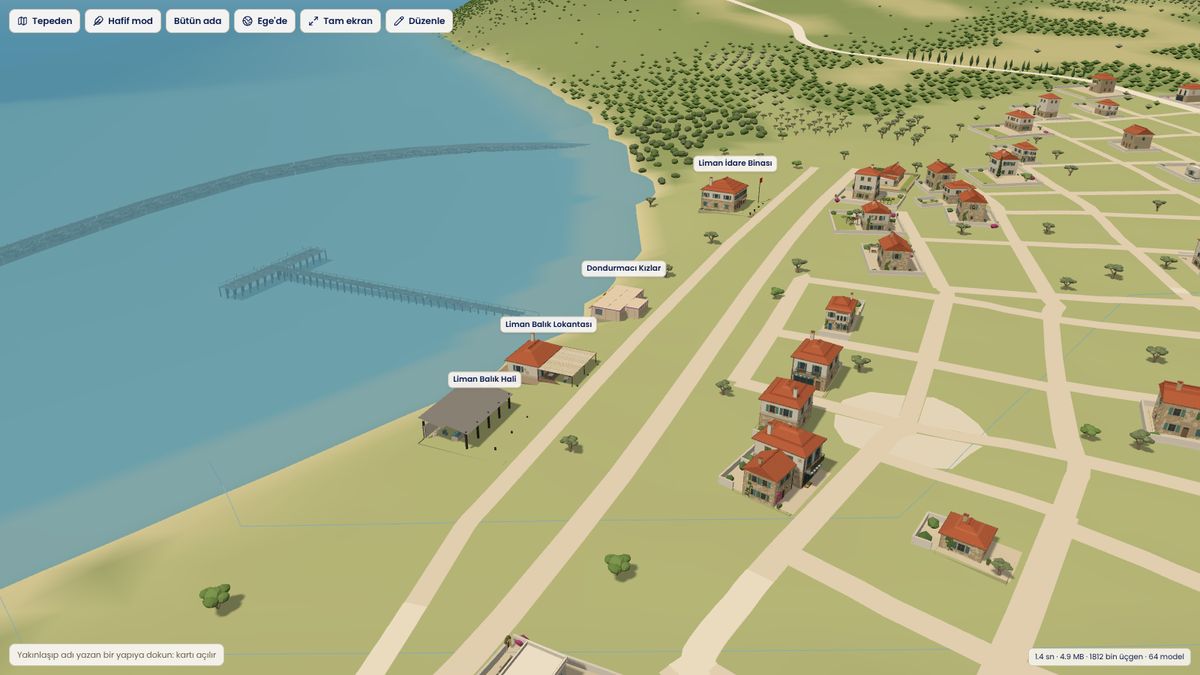 Tepeden
Hafif mod
Bütün ada
Ege'de
Tam ekran
Düzenle
Liman İdare Binası
Dondurmacı Kızlar
Liman Balık Lokantası
Liman Balık Hali
Yakınlaşıp adı yazan bir yapıya dokun: kartı açılır
1.4 sn · 4.9 MB · 1812 bin üçgen · 64 model